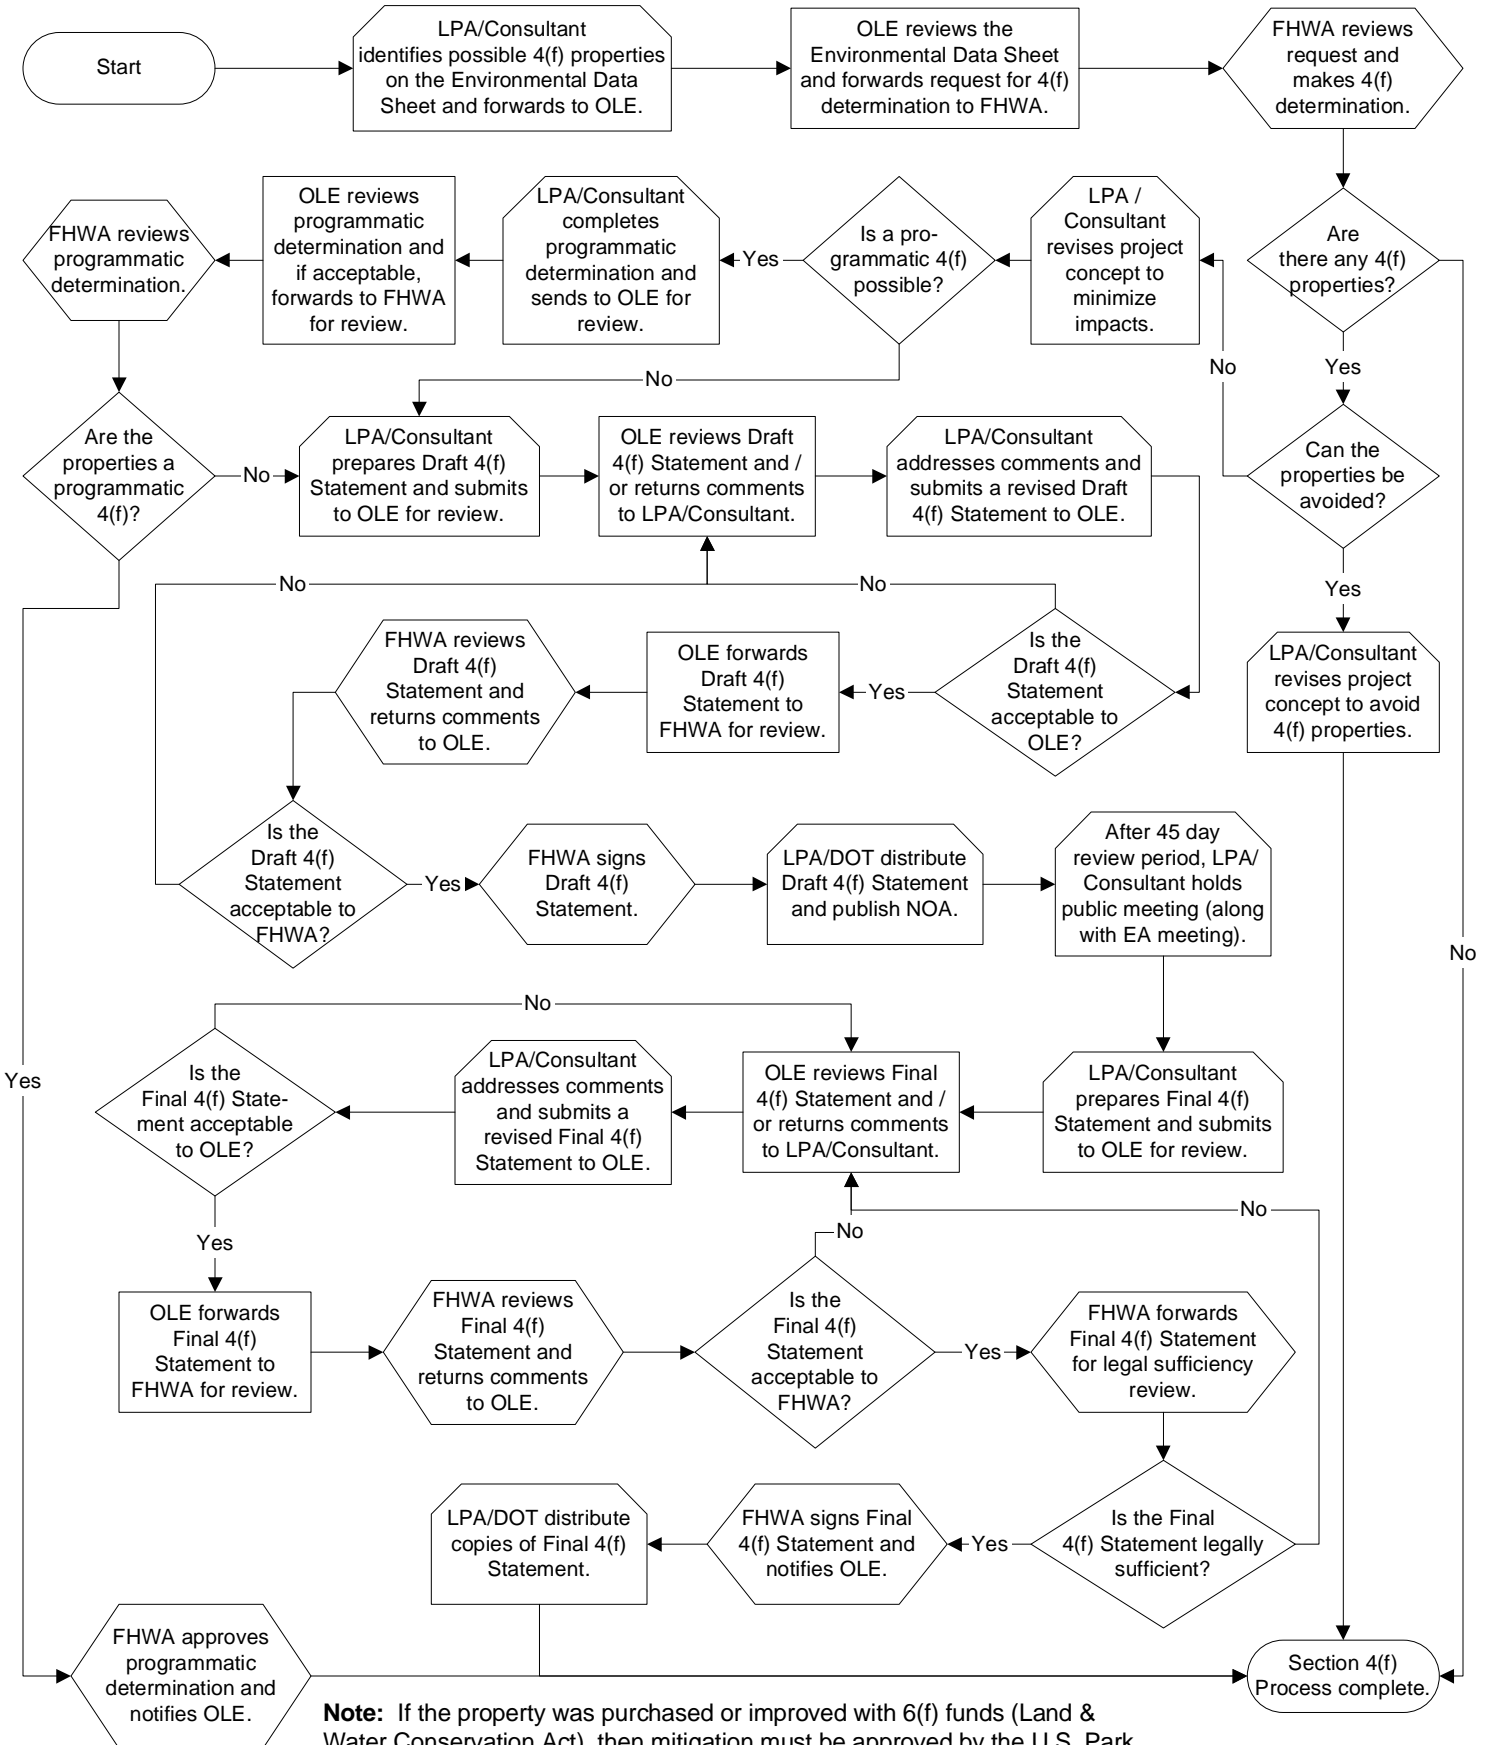 Start
LPA/Consultant
identifies possible 4(f) properties
on the Environmental Data
Sheet and forwards to OLE.
OLE reviews the
Environmental Data Sheet
and forwards request for 4(f)
determination to FHWA.
FHWA reviews
request and
makes 4(f)
determination.
FHWA reviews
programmatic
determination.
OLE reviews
programmatic
determination and
if acceptable,
forwards to FHWA
for review.
LPA/Consultant
completes
programmatic
determination and
sends to OLE for
review.
Yes
Is a pro-
grammatic 4(f)
possible?
LPA /
Consultant
revises project
concept to
minimize
impacts.
Are
there any 4(f)
properties?
No
Yes
No
Are the
properties a
programmatic
4(f)?
No
LPA/Consultant
prepares Draft 4(f)
Statement and submits
to OLE for review.
OLE reviews Draft
4(f) Statement and /
or returns comments
to LPA/Consultant.
LPA/Consultant
addresses comments and
submits a revised Draft
4(f) Statement to OLE.
Can the
properties be
avoided?
No
No
Yes
FHWA reviews
Draft 4(f)
Statement and
returns comments
to OLE.
OLE forwards
Draft 4(f)
Statement to
FHWA for review.
Yes
Is the
Draft 4(f)
Statement
acceptable to
OLE?
LPA/Consultant
revises project
concept to avoid
4(f) properties.
Is the
Draft 4(f)
Statement
acceptable to
FHWA?
Yes
FHWA signs
Draft 4(f)
Statement.
LPA/DOT distribute
Draft 4(f) Statement
and publish NOA.
After 45 day
review period, LPA/
Consultant holds
public meeting (along
with EA meeting).
No
No
Yes
Is the
Final 4(f) State-
ment acceptable
to OLE?
LPA/Consultant
addresses comments
and submits a
revised Final 4(f)
Statement to OLE.
OLE reviews Final
4(f) Statement and /
or returns comments
to LPA/Consultant.
LPA/Consultant
prepares Final 4(f)
Statement and submits
to OLE for review.
No
No
Yes
OLE forwards
Final 4(f)
Statement to
FHWA for review.
FHWA reviews
Final 4(f)
Statement and
returns comments
to OLE.
Is the
Final 4(f)
Statement
acceptable to
FHWA?
Yes
FHWA forwards
Final 4(f) Statement
for legal sufficiency
review.
LPA/DOT distribute
copies of Final 4(f)
Statement.
FHWA signs Final
4(f) Statement and
notifies OLE.
Yes
Is the Final
4(f) Statement legally
sufficient?
FHWA approves
programmatic
determination and
notifies OLE.
Section 4(f)
Process complete.
Note: If the property was purchased or improved with 6(f) funds (Land &
Water Conservation Act), then mitigation must be approved by the U.S. Park